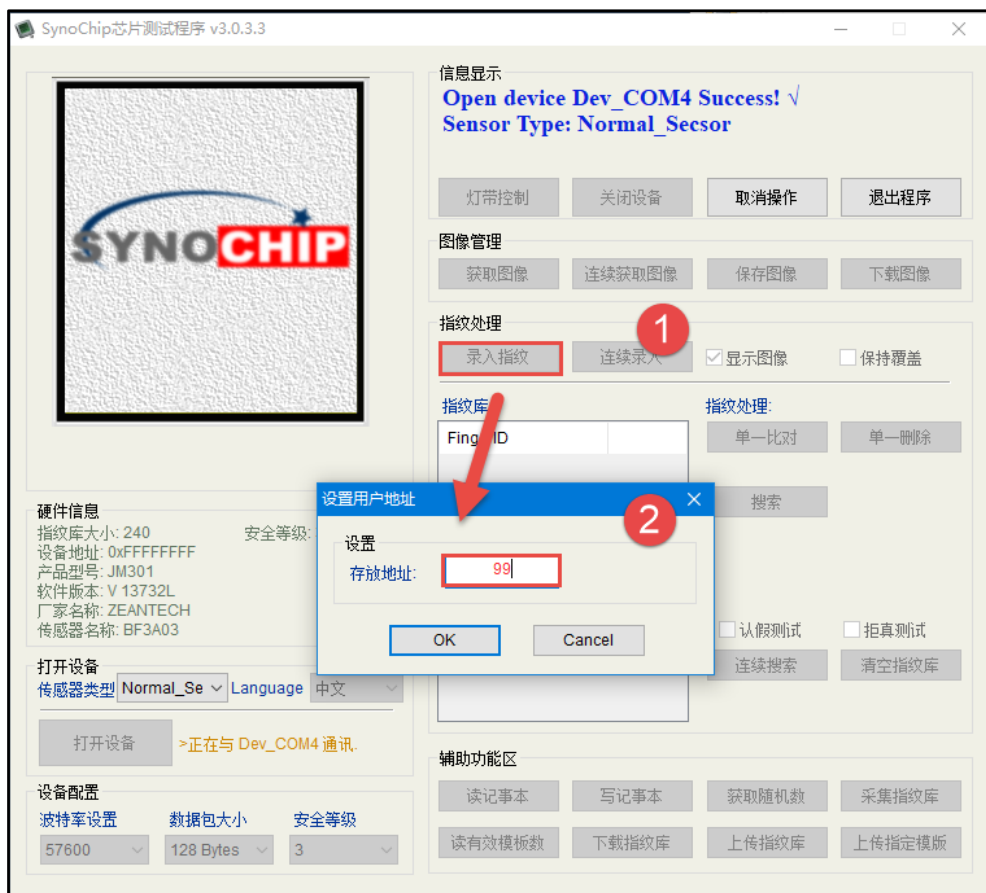 SynoChip芯片测试程序 v3.0.3.3
SYNOCHIP
信息显示
Open device Dev_COM4 Success! √
Sensor Type: Normal_Secsor
灯带控制
关闭设备
取消操作
退出程序
图像管理
获取图像
连续获取图像
保存图像
下载图像
指纹处理
1
录入指纹
连续录入
显示图像
保持覆盖
指纹库
指纹处理:
单一比对
单一删除
搜索
设置用户地址
2
设置
存放地址:
99
OK
Cancel
认假测试
拒真测试
连续搜索
清空指纹库
硬件信息
指纹库大小: 240
安全等级:
设备地址: 0xFFFFFFFF
产品型号: JM301
软件版本: V 13732L
厂家名称: ZEANTECH
传感器名称: BF3A03
打开设备
传感器类型
Normal_Se
Language
中文
打开设备
>正在与 Dev_COM4 通讯.
设备配置
波特率设置
数据包大小
安全等级
57600
128 Bytes
3
辅助功能区
读记事本
写记事本
获取随机数
采集指纹库
读有效模板数
下载指纹库
上传指纹库
上传指定模版